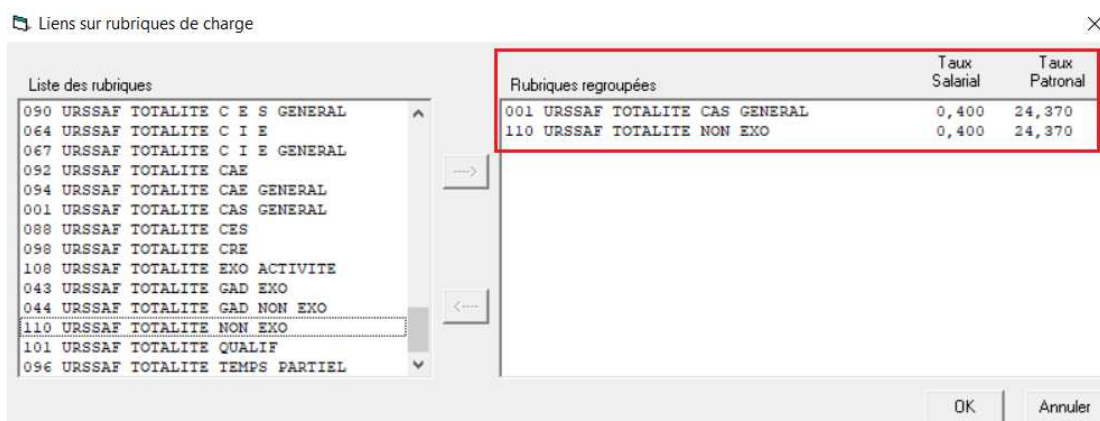 Liens sur rubriques de charge
Liste des rubriques
090 URSSAF TOTALITE C E S GENERAL
064 URSSAF TOTALITE C I E
067 URSSAF TOTALITE C I E GENERAL
092 URSSAF TOTALITE CAE
094 URSSAF TOTALITE CAE GENERAL
001 URSSAF TOTALITE CAS GENERAL
088 URSSAF TOTALITE CES
098 URSSAF TOTALITE CRE
108 URSSAF TOTALITE EXO ACTIVITE
043 URSSAF TOTALITE GAD EXO
044 URSSAF TOTALITE GAD NON EXO
110 URSSAF TOTALITE NON EXO
101 URSSAF TOTALITE QUALIF
096 URSSAF TOTALITE TEMPS PARTIEL
---->
<----
Rubriques regroupées Taux Salarial Taux Patronal
001 URSSAF TOTALITE CAS GENERAL 0,400 24,370
110 URSSAF TOTALITE NON EXO 0,400 24,370
OK Annuler